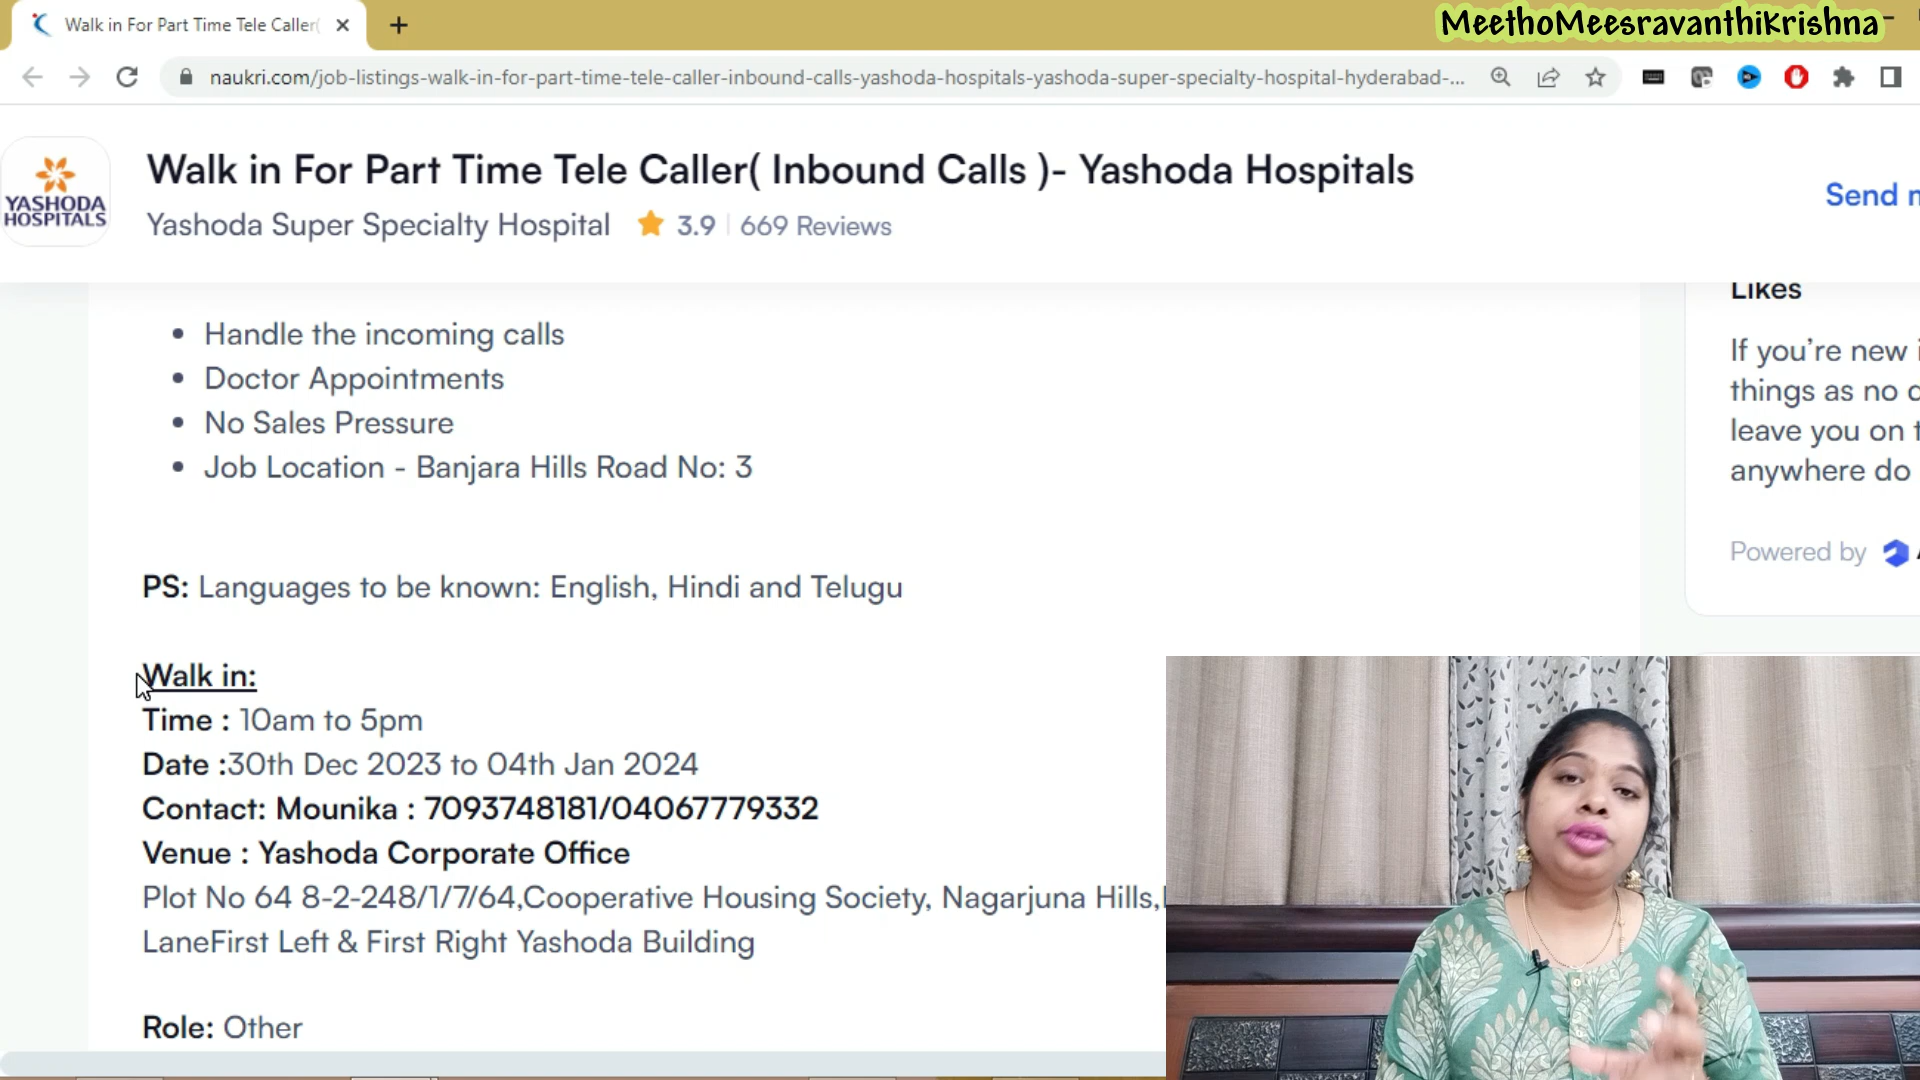 Walk in For Part Time Tele Caller(
MeethoMeesravanthikrishna
naukri.com/job-listings-walk-in-for-part-time-tele-caller-inbound-calls-yashoda-hospitals-yashoda-super-specialty-hospital-hyderabad-...
YASHODA
HOSPITALS
Walk in For Part Time Tele Caller( Inbound Calls )- Yashoda Hospitals
Send
Yashoda Super Specialty Hospital 3.9 | 669 Reviews
Handle the incoming calls
Doctor Appointments
No Sales Pressure
Job Location - Banjara Hills Road No: 3
PS: Languages to be known: English, Hindi and Telugu
Walk in:
Time : 10am to 5pm
Date :30th Dec 2023 to 04th Jan 2024
Contact: Mounika : 7093748181/04067779332
Venue : Yashoda Corporate Office
Plot No 64 8-2-248/1/7/64,Cooperative Housing Society, Nagarjuna Hills,
LaneFirst Left & First Right Yashoda Building
Role: Other
Likes
If you're new
things as no
leave you on
anywhere do
Powered by